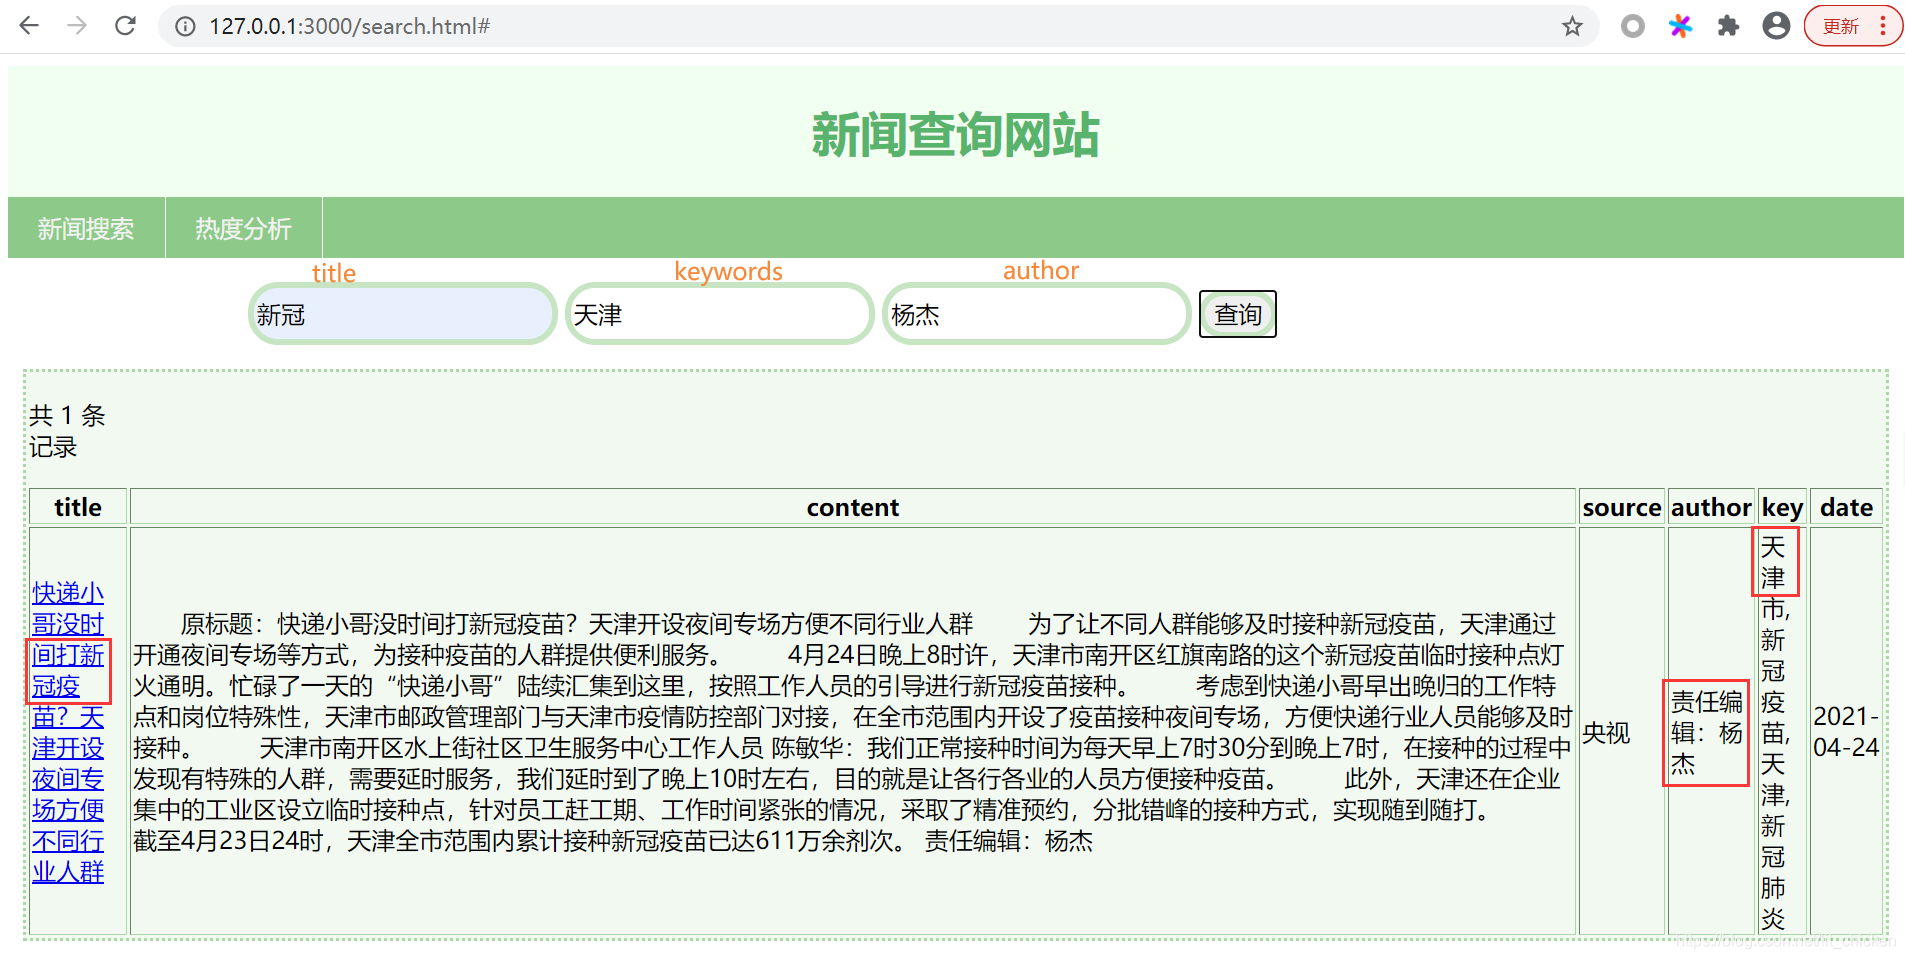 127.0.0.1:3000/search.html#
更新
新闻查询网站
新闻搜索 热度分析
title keywords author
新冠 天津 杨杰 查询
共 1 条
记录
title content source author key date
快递小
哥没时
间打新
冠疫
苗？天
津开设
夜间专
场方便
不同行
业人群
原标题：快递小哥没时间打新冠疫苗？天津开设夜间专场方便不同行业人群 为了让不同人群能够及时接种新冠疫苗，天津通过
开通夜间专场等方式，为接种疫苗的人群提供便利服务。 4月24日晚上8时许，天津市南开区红旗南路的这个新冠疫苗临时接种点灯
火通明。忙碌了一天的“快递小哥”陆续汇集到这里，按照工作人员的引导进行新冠疫苗接种。 考虑到快递小哥早出晚归的工作特
点和岗位特殊性，天津市邮政管理部门与天津市疫情防控部门对接，在全市范围内开设了疫苗接种夜间专场，方便快递行业人员能够及时
接种。 天津市南开区水上街社区卫生服务中心工作人员 陈敏华：我们正常接种时间为每天早上7时30分到晚上7时，在接种的过程中
发现有特殊的人群，需要延时服务，我们延时到了晚上10时左右，目的就是让各行各业的人员方便接种疫苗。 此外，天津还在企业
集中的工业区设立临时接种点，针对员工赶工期、工作时间紧张的情况，采取了精准预约，分批错峰的接种方式，实现随到随打。
截至4月23日24时，天津全市范围内累计接种新冠疫苗已达611万余剂次。 责任编辑：杨杰
央视
责任编
辑：杨
杰
天
津
市,
新
冠
疫
苗,
天
津,
新
冠
肺
炎
2021-
04-24